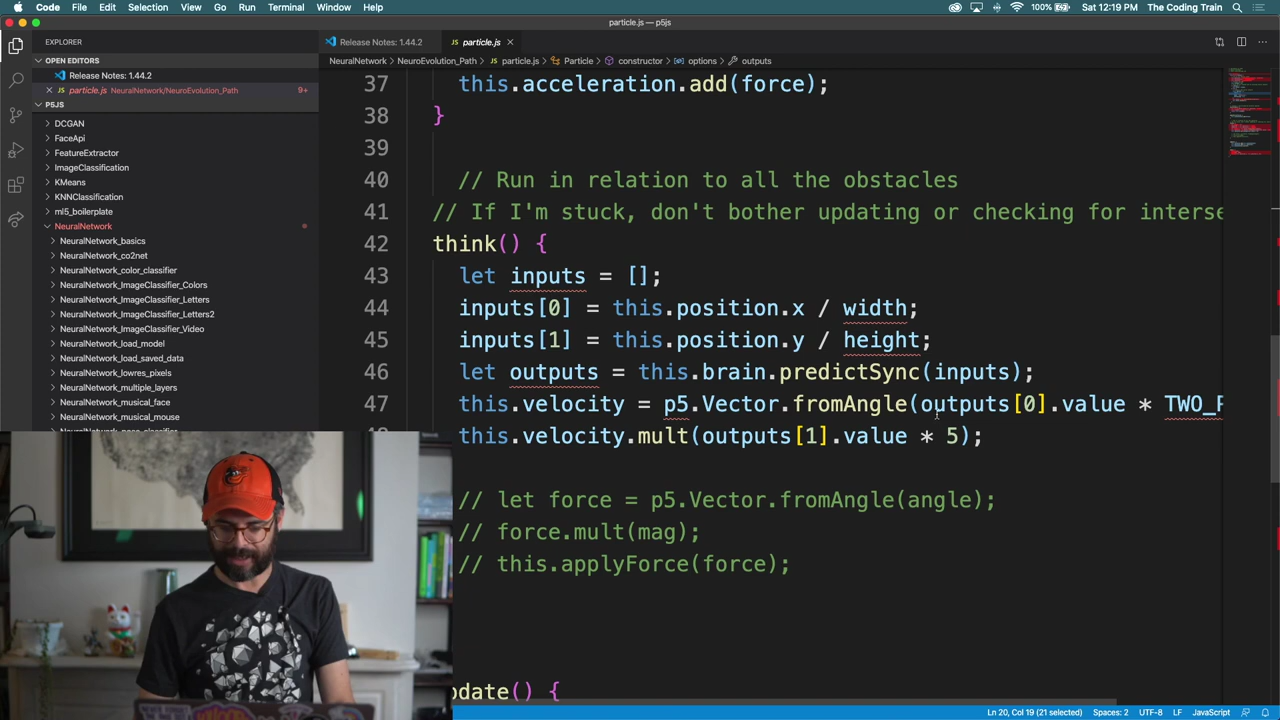 Code File Edit Selection View Go Run Terminal Window Help 100% Sat 12:19 PM The Coding Train
particle.js — p5js
EXPLORER
Release Notes: 1.44.2
particle.js
OPEN EDITORS
Release Notes: 1.44.2
particle.js NeuralNetwork/NeuroEvolution_Path 9+
P5JS
DCGAN
FaceApi
FeatureExtractor
ImageClassification
KMeans
KNNClassification
ml5_boilerplate
NeuralNetwork
NeuralNetwork_basics
NeuralNetwork_co2net
NeuralNetwork_color_classifier
NeuralNetwork_ImageClassifier_Colors
NeuralNetwork_ImageClassifier_Letters
NeuralNetwork_ImageClassifier_Letters2
NeuralNetwork_ImageClassifier_Video
NeuralNetwork_load_model
NeuralNetwork_load_saved_data
NeuralNetwork_lowres_pixels
NeuralNetwork_multiple_layers
NeuralNetwork_musical_face
NeuralNetwork_musical_mouse
NeuralNetwork > NeuroEvolution_Path > particle.js > Particle > constructor > options > outputs
37 this.acceleration.add(force);
38 }
39
40 // Run in relation to all the obstacles
41 // If I'm stuck, don't bother updating or checking for interse
42 think() {
43 let inputs = [];
44 inputs[0] = this.position.x / width;
45 inputs[1] = this.position.y / height;
46 let outputs = this.brain.predictSync(inputs);
47 this.velocity = p5.Vector.fromAngle(outputs[0].value * TWO_P
this.velocity.mult(outputs[1].value * 5);
// let force = p5.Vector.fromAngle(angle);
// force.mult(mag);
// this.applyForce(force);
pdate() {
Ln 20, Col 19 (21 selected) Spaces: 2 UTF-8 LF JavaScript